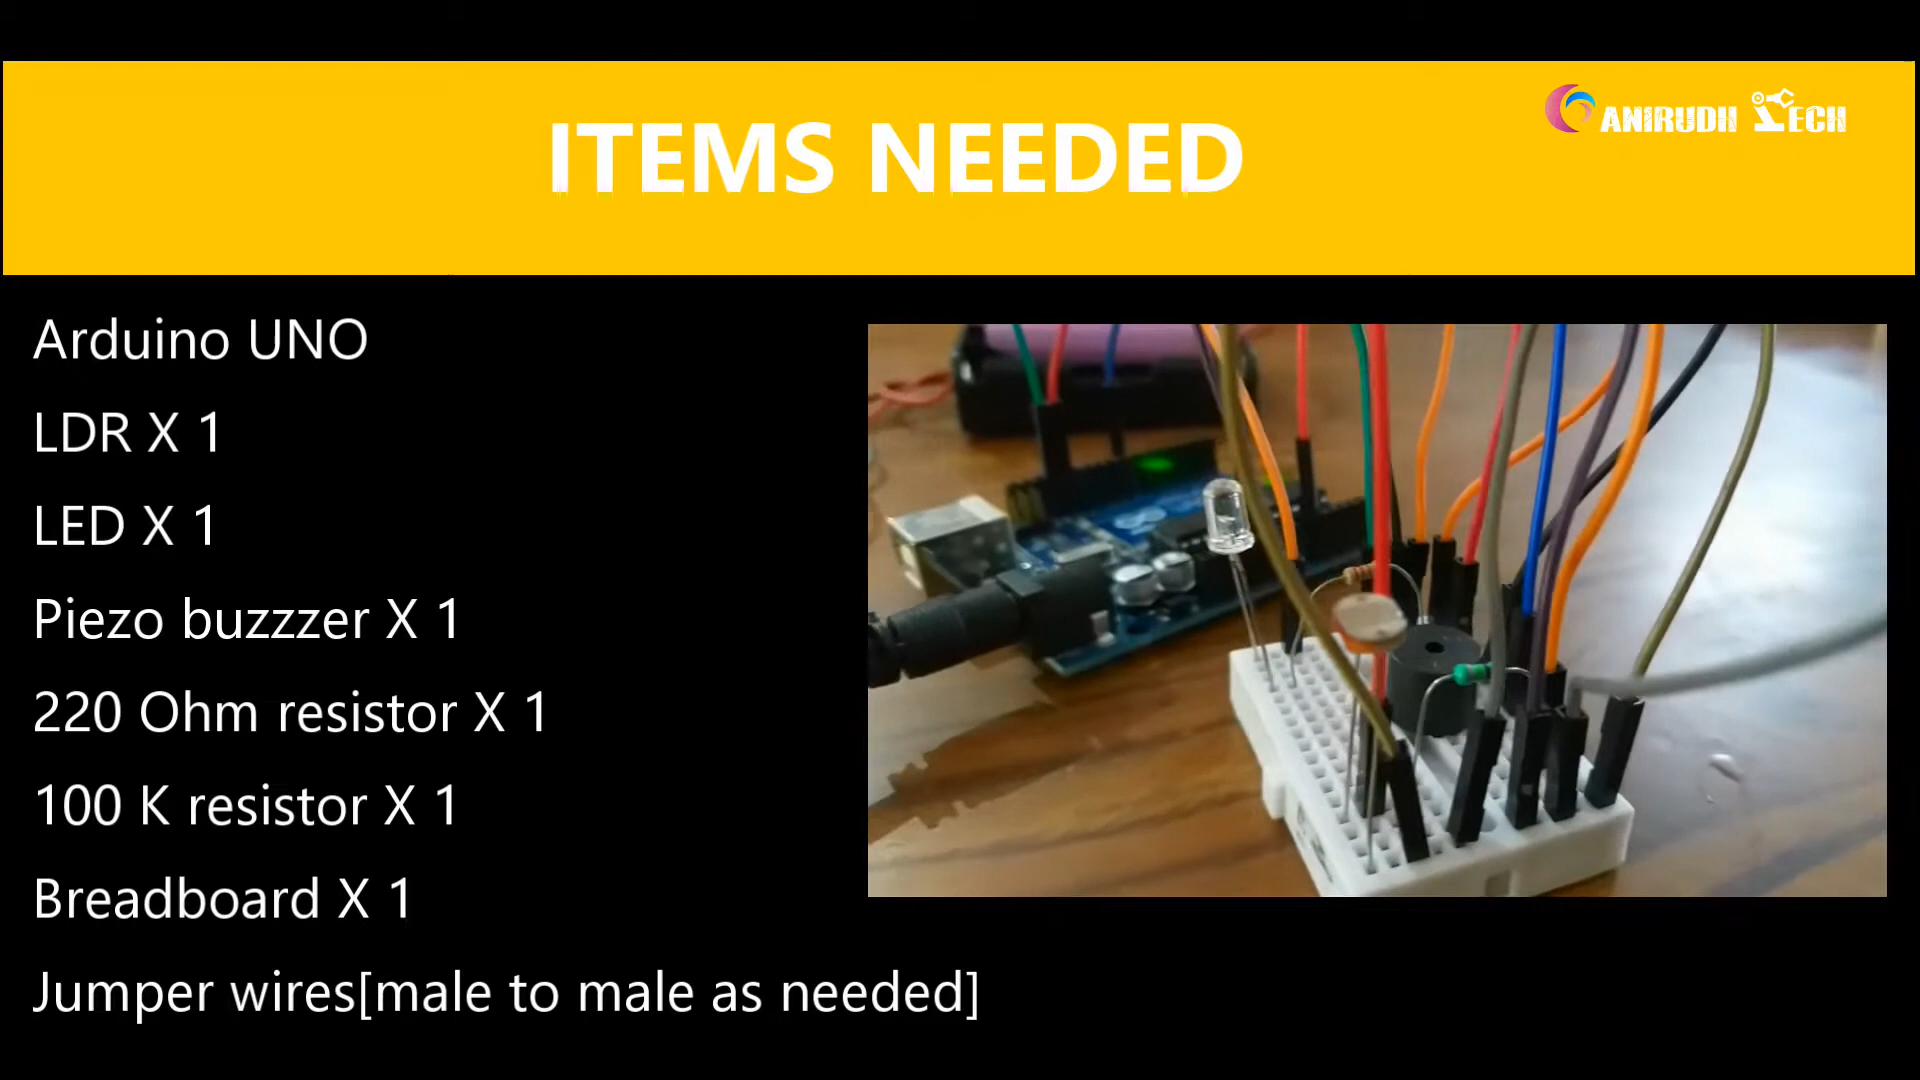 ITEMS NEEDED
ANIRUDH TECH
Arduino UNO
LDR X 1
LED X 1
Piezo buzzzer X 1
220 Ohm resistor X 1
100 K resistor X 1
Breadboard X 1
Jumper wires[male to male as needed]